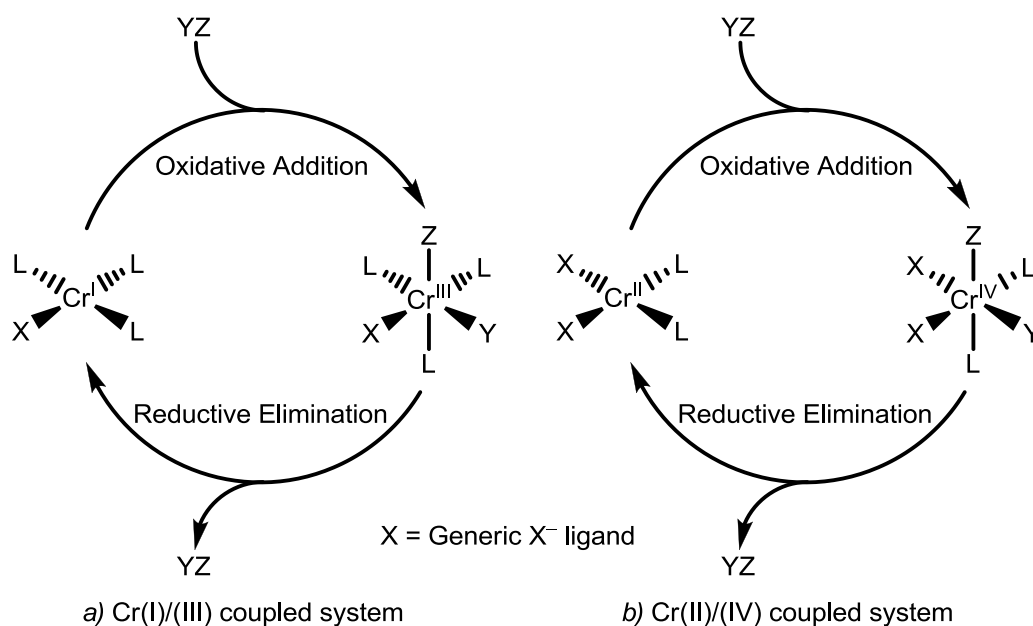 YZ YZ
Oxidative Addition Oxidative Addition
Z Z
L L L L X L X L
Cr^I Cr^III Cr^II Cr^IV
X L X Y X L X Y
L L
Reductive Elimination Reductive Elimination
X = Generic X⁻ ligand
YZ YZ
a) Cr(I)/(III) coupled system b) Cr(II)/(IV) coupled system